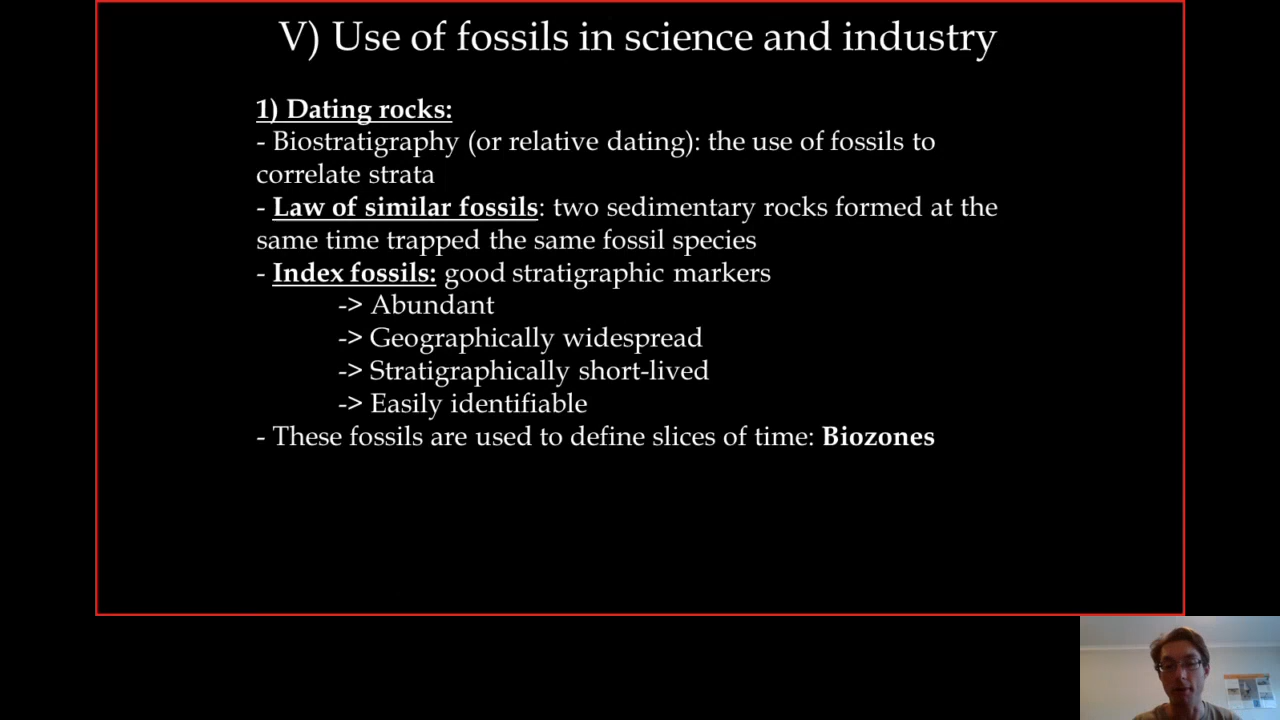 V) Use of fossils in science and industry
1) Dating rocks:
- Biostratigraphy (or relative dating): the use of fossils to
correlate strata
- Law of similar fossils: two sedimentary rocks formed at the
same time trapped the same fossil species
- Index fossils: good stratigraphic markers
-> Abundant
-> Geographically widespread
-> Stratigraphically short-lived
-> Easily identifiable
- These fossils are used to define slices of time: Biozones